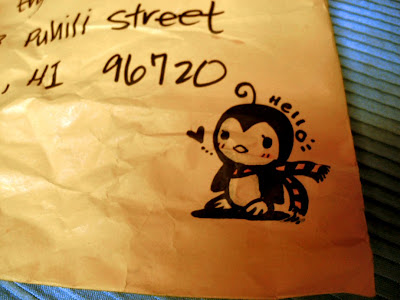 Puhili Street
, HI 96720
Hello